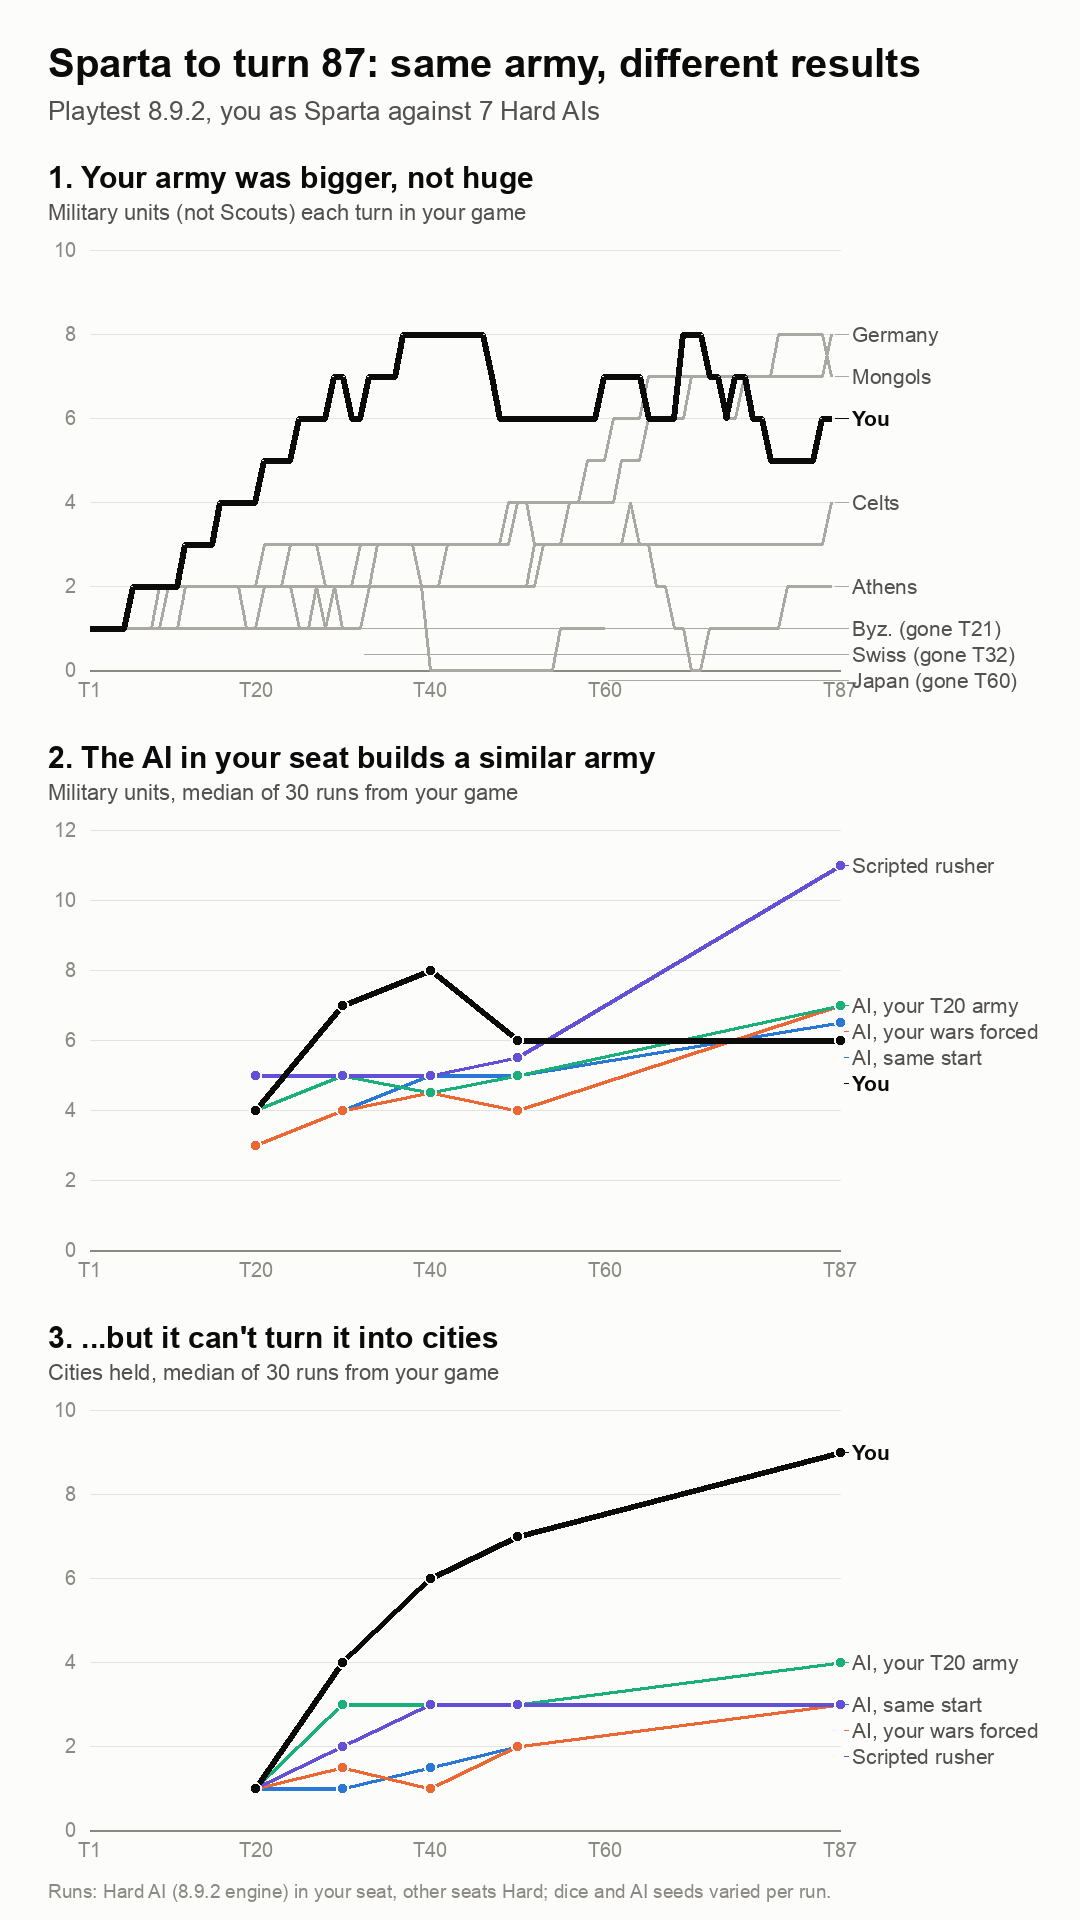 Sparta to turn 87: same army, different results
Playtest 8.9.2, you as Sparta against 7 Hard AIs
1. Your army was bigger, not huge
Military units (not Scouts) each turn in your game
10
8
6
4
2
0
T1
T20
T40
T60
T87
Germany
Mongols
You
Celts
Athens
Byz. (gone T21)
Swiss (gone T32)
Japan (gone T60)
2. The AI in your seat builds a similar army
Military units, median of 30 runs from your game
12
10
8
6
4
2
0
T1
T20
T40
T60
T87
Scripted rusher
AI, your T20 army
AI, your wars forced
AI, same start
You
3. ...but it can't turn it into cities
Cities held, median of 30 runs from your game
10
8
6
4
2
0
T1
T20
T40
T60
T87
You
AI, your T20 army
AI, same start
AI, your wars forced
Scripted rusher
Runs: Hard AI (8.9.2 engine) in your seat, other seats Hard; dice and AI seeds varied per run.